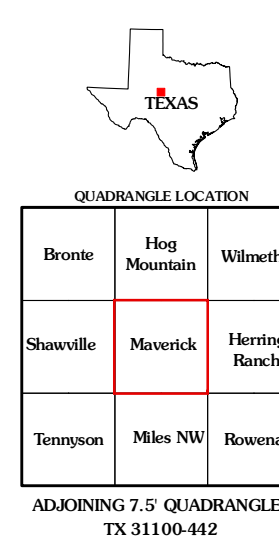 TEXAS
QUADRANGLE LOCATION
Bronte
Hog
Mountain
Wilmeth
Shawville
Maverick
Herring
Ranch
Tennyson
Miles NW
Rowena
ADJOINING 7.5' QUADRANGLE
TX 31100-442